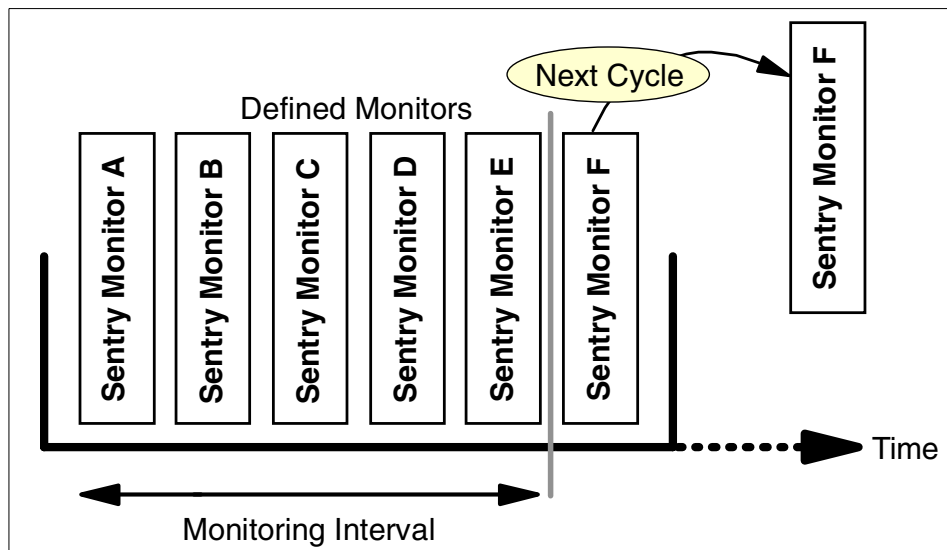 Next Cycle
Defined Monitors
Sentry Monitor A
Sentry Monitor B
Sentry Monitor C
Sentry Monitor D
Sentry Monitor E
Sentry Monitor F
Sentry Monitor F
Time
Monitoring Interval